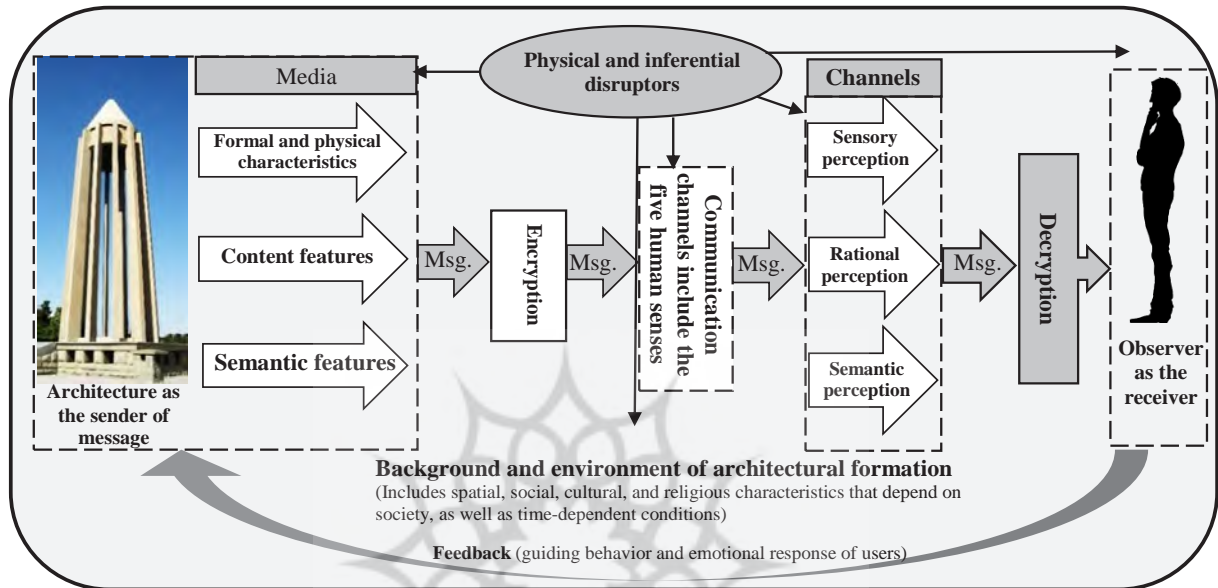 Physical and inferential
disruptors
Media
Channels
Formal and physical
characteristics
Content features
Semantic features
Architecture as
the sender of
message
Msg.
Encryption
Msg.
Communication
channels include the
five human senses
Msg.
Sensory
perception
Rational
perception
Semantic
perception
Msg.
Decryption
Observer
as the
receiver
Background and environment of architectural formation
(Includes spatial, social, cultural, and religious characteristics that depend on
society, as well as time-dependent conditions)
Feedback (guiding behavior and emotional response of users)